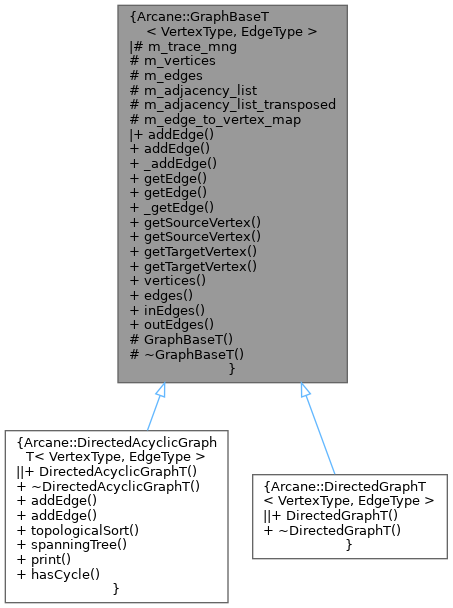 {Arcane::GraphBaseT
< VertexType, EdgeType >
|# m_trace_mng
# m_vertices
# m_edges
# m_adjacency_list
# m_adjacency_list_transposed
# m_edge_to_vertex_map
|+ addEdge()
+ addEdge()
+ _addEdge()
+ getEdge()
+ getEdge()
+ _getEdge()
+ getSourceVertex()
+ getSourceVertex()
+ getTargetVertex()
+ getTargetVertex()
+ vertices()
+ edges()
+ inEdges()
+ outEdges()
# GraphBaseT()
# ~GraphBaseT()
}
{Arcane::DirectedAcyclicGraph
T< VertexType, EdgeType >
||+ DirectedAcyclicGraphT()
+ ~DirectedAcyclicGraphT()
+ addEdge()
+ addEdge()
+ topologicalSort()
+ spanningTree()
+ print()
+ hasCycle()
}
{Arcane::DirectedGraphT
< VertexType, EdgeType >
||+ DirectedGraphT()
+ ~DirectedGraphT()
}